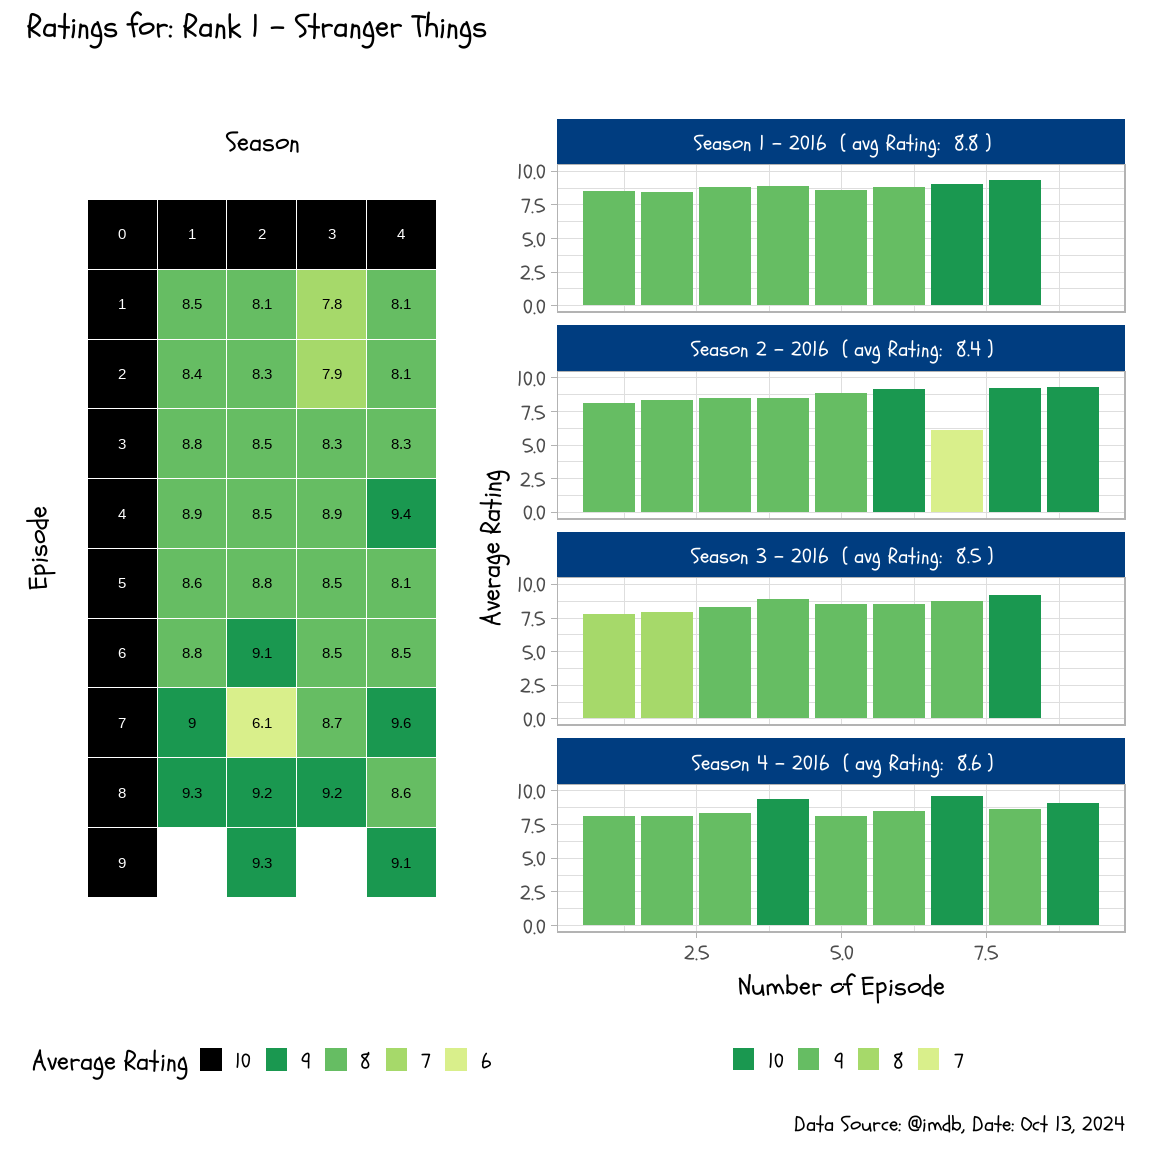 Ratings for: Rank 1 - Stranger Things
Season
0 1 2 3 4
1 8.5 8.1 7.8 8.1
2 8.4 8.3 7.9 8.1
3 8.8 8.5 8.3 8.3
4 8.9 8.5 8.9 9.4
5 8.6 8.8 8.5 8.1
6 8.8 9.1 8.5 8.5
7 9 6.1 8.7 9.6
8 9.3 9.2 9.2 8.6
9 9.3 9.1
Episode
Average Rating 10 9 8 7 6
Season 1 - 2016 ( avg Rating: 8.8 )
10.0
7.5
5.0
2.5
0.0
Season 2 - 2016 ( avg Rating: 8.4 )
10.0
7.5
5.0
2.5
0.0
Season 3 - 2016 ( avg Rating: 8.5 )
10.0
7.5
5.0
2.5
0.0
Season 4 - 2016 ( avg Rating: 8.6 )
10.0
7.5
5.0
2.5
0.0
Average Rating
2.5 5.0 7.5
Number of Episode
10 9 8 7
Data Source: @imdb, Date: Oct 13, 2024